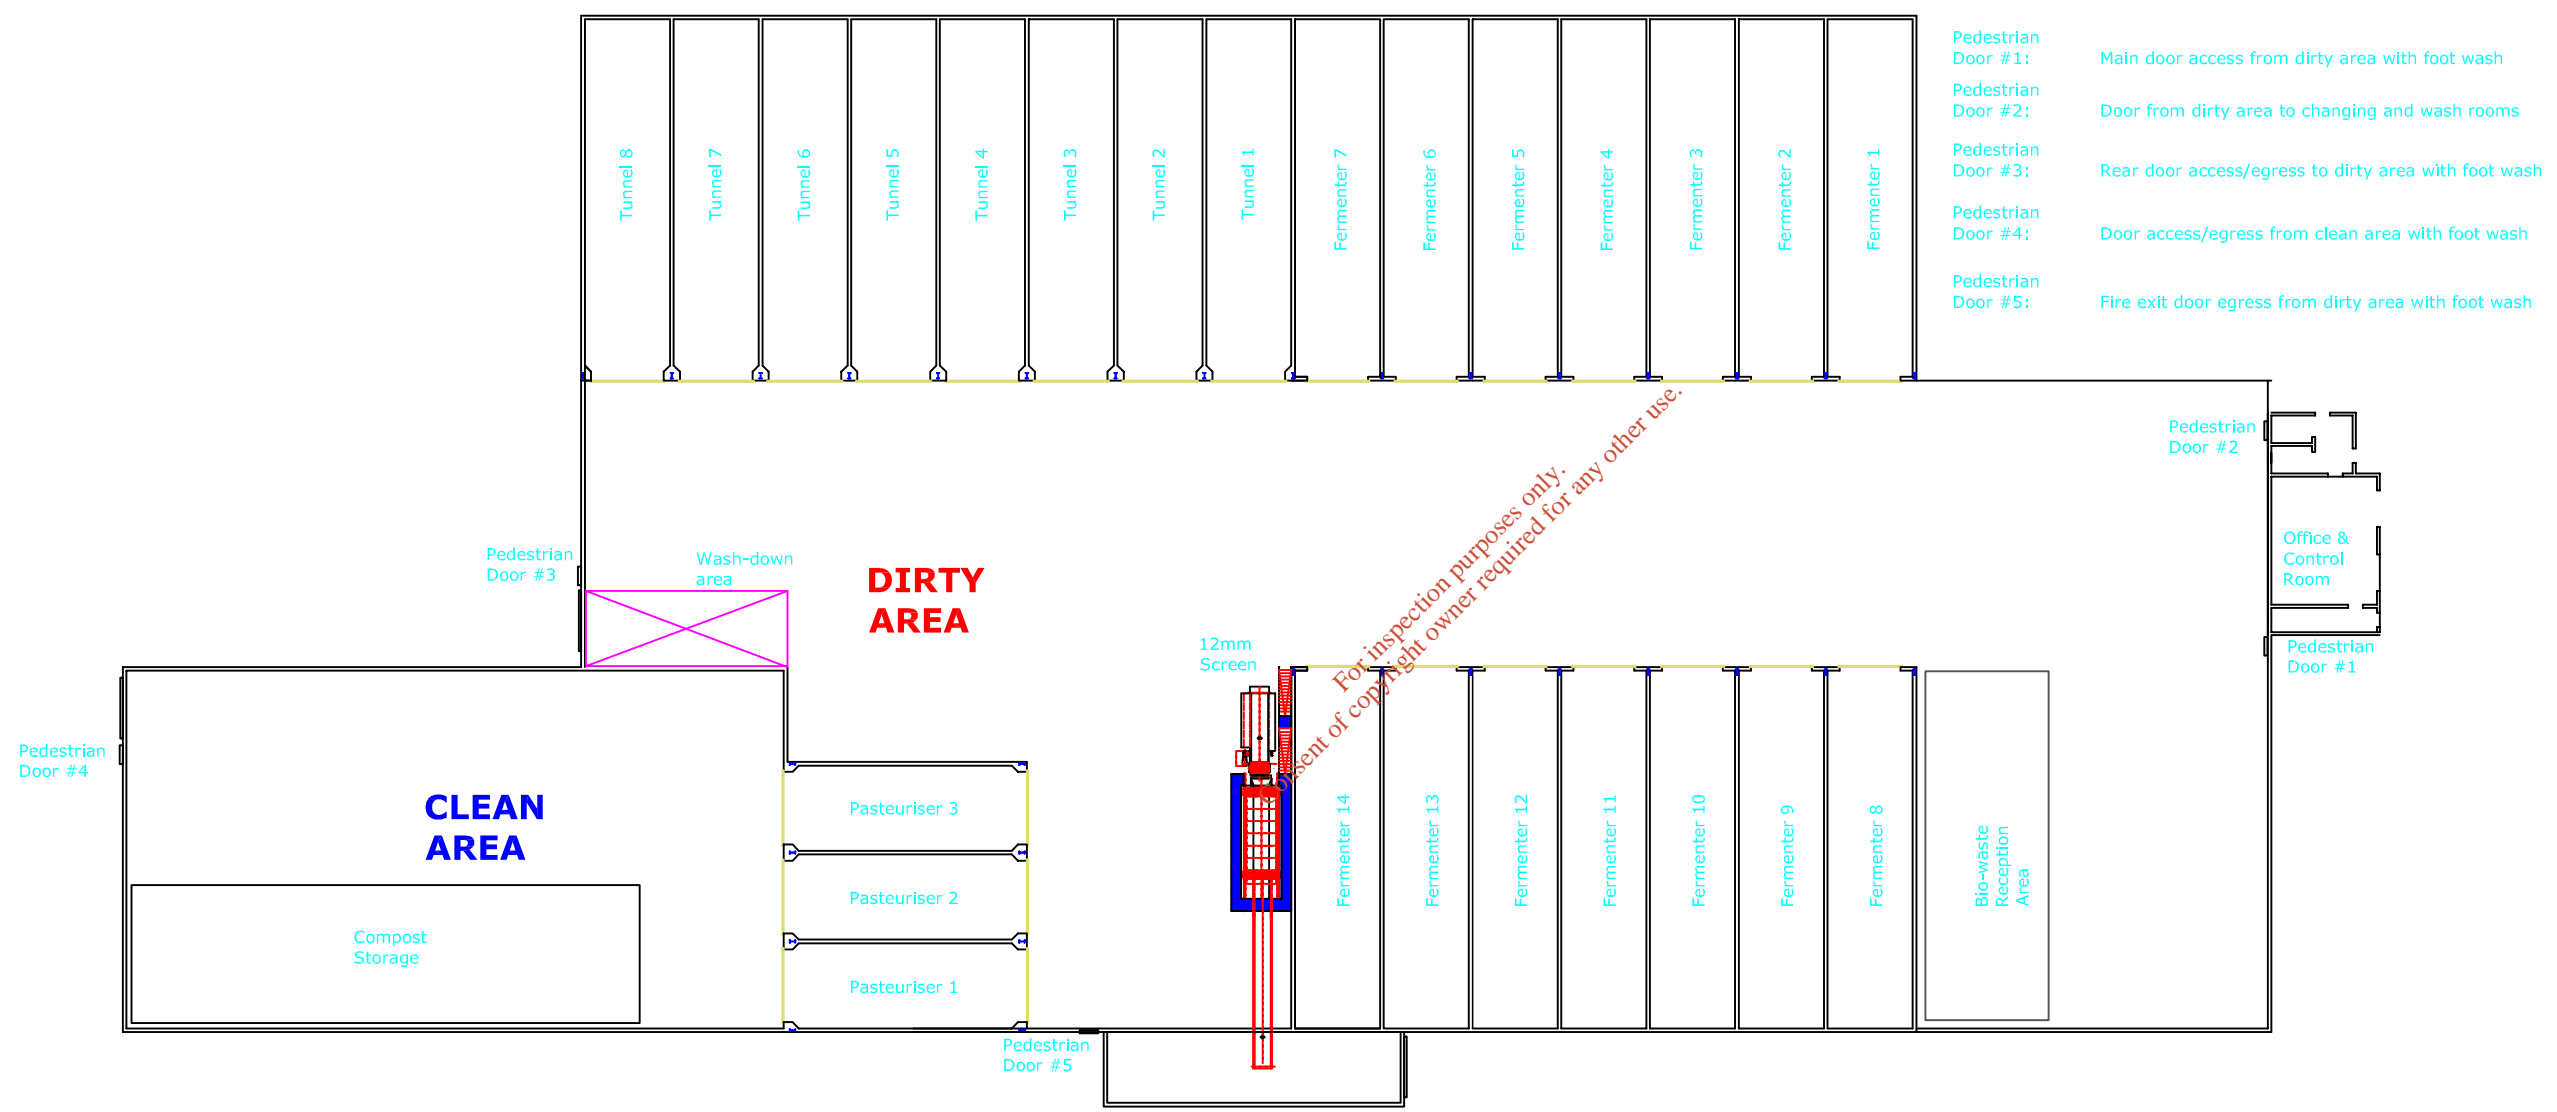 Pedestrian
Door #1: Main door access from dirty area with foot wash
Pedestrian
Door #2: Door from dirty area to changing and wash rooms
Pedestrian
Door #3: Rear door access/egress to dirty area with foot wash
Pedestrian
Door #4: Door access/egress from clean area with foot wash
Pedestrian
Door #5: Fire exit door egress from dirty area with foot wash
Tunnel 8
Tunnel 7
Tunnel 6
Tunnel 5
Tunnel 4
Tunnel 3
Tunnel 2
Tunnel 1
Fermenter 7
Fermenter 6
Fermenter 5
Fermenter 4
Fermenter 3
Fermenter 2
Fermenter 1
Pedestrian
Door #2
Office &
Control
Room
Pedestrian
Door #1
Pedestrian
Door #3
Wash-down
area
DIRTY
AREA
12mm
Screen
For inspection purposes only.
Consent of copyright owner required for any other use.
Pedestrian
Door #4
CLEAN
AREA
Compost
Storage
Pasteuriser 3
Pasteuriser 2
Pasteuriser 1
Fermenter 14
Fermenter 13
Fermenter 12
Fermenter 11
Fermenter 10
Fermenter 9
Fermenter 8
Bio-waste
Reception
Area
Pedestrian
Door #5